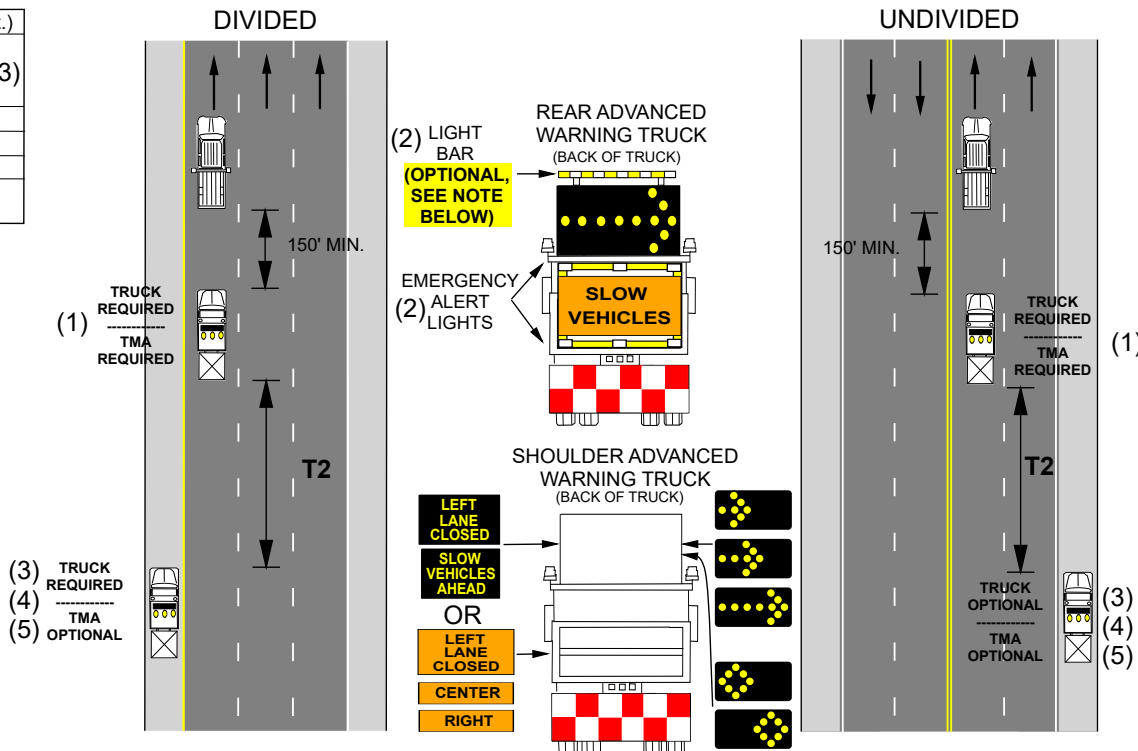 .)
3)
DIVIDED
150' MIN.
(1)
TRUCK
REQUIRED
------------
TMA
REQUIRED
T2
(3)
(4)
(5)
TRUCK
REQUIRED
------------
TMA
OPTIONAL
REAR ADVANCED
WARNING TRUCK
(BACK OF TRUCK)
(2) LIGHT
BAR
(OPTIONAL,
SEE NOTE
BELOW)
EMERGENCY
(2) ALERT
LIGHTS
SLOW
VEHICLES
SHOULDER ADVANCED
WARNING TRUCK
(BACK OF TRUCK)
LEFT
LANE
CLOSED
SLOW
VEHICLES
AHEAD
OR
LEFT
LANE
CLOSED
CENTER
RIGHT
UNDIVIDED
150' MIN.
TRUCK
REQUIRED
------------
TMA
REQUIRED
(1)
T2
TRUCK
OPTIONAL
------------
TMA
OPTIONAL
(3)
(4)
(5)